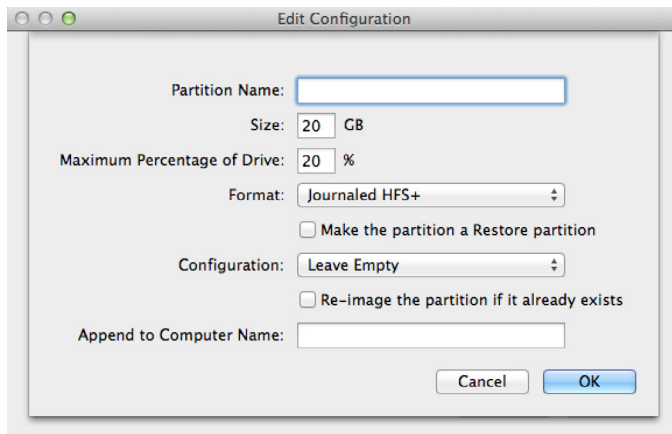 Edit Configuration
Partition Name:
Size: 20 GB
Maximum Percentage of Drive: 20 %
Format: Journaled HFS+
Make the partition a Restore partition
Configuration: Leave Empty
Re-image the partition if it already exists
Append to Computer Name:
Cancel OK